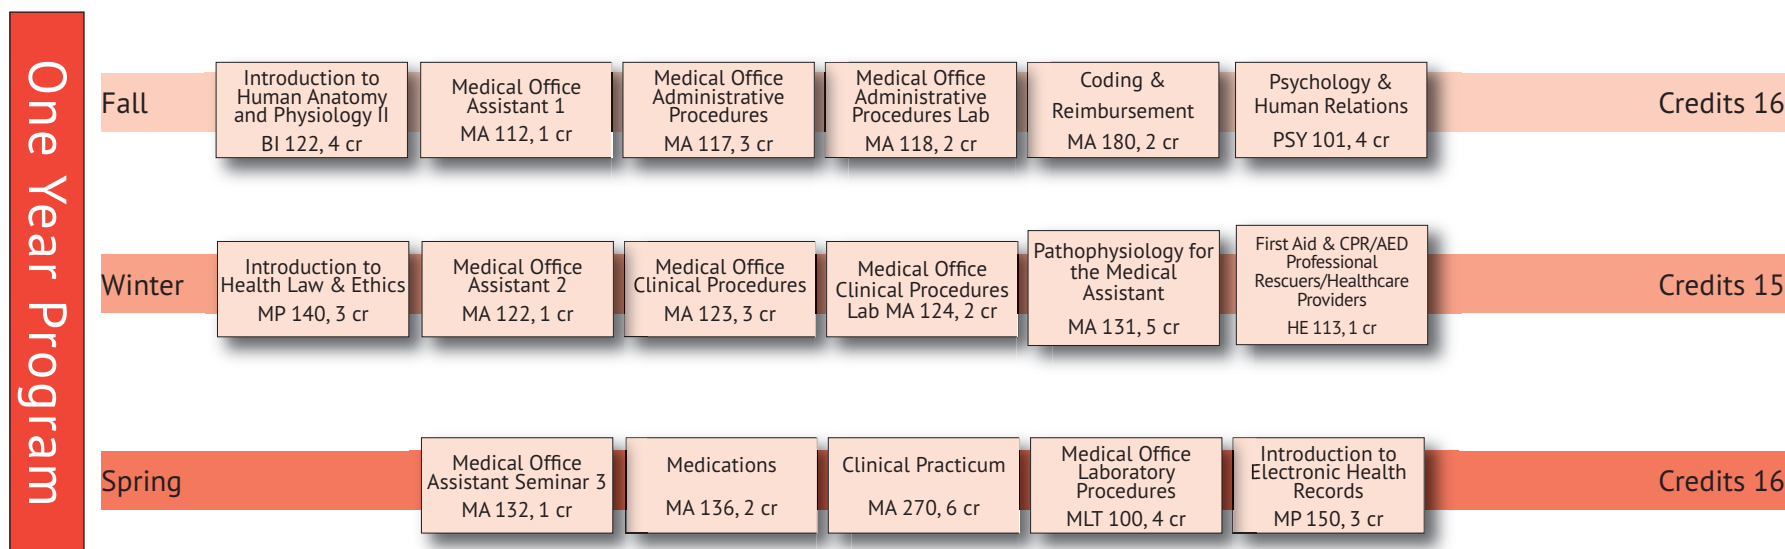 One Year Program
Fall
Introduction to
Human Anatomy
and Physiology II
BI 122, 4 cr
Medical Office
Assistant 1
MA 112, 1 cr
Medical Office
Administrative
Procedures
MA 117, 3 cr
Medical Office
Administrative
Procedures Lab
MA 118, 2 cr
Coding &
Reimbursement
MA 180, 2 cr
Psychology &
Human Relations
PSY 101, 4 cr
Credits 16
Winter
Introduction to
Health Law & Ethics
MP 140, 3 cr
Medical Office
Assistant 2
MA 122, 1 cr
Medical Office
Clinical Procedures
MA 123, 3 cr
Medical Office
Clinical Procedures
Lab MA 124, 2 cr
Pathophysiology for
the Medical
Assistant
MA 131, 5 cr
First Aid & CPR/AED
Professional
Rescuers/Healthcare
Providers
HE 113, 1 cr
Credits 15
Spring
Medical Office
Assistant Seminar 3
MA 132, 1 cr
Medications
MA 136, 2 cr
Clinical Practicum
MA 270, 6 cr
Medical Office
Laboratory
Procedures
MLT 100, 4 cr
Introduction to
Electronic Health
Records
MP 150, 3 cr
Credits 16